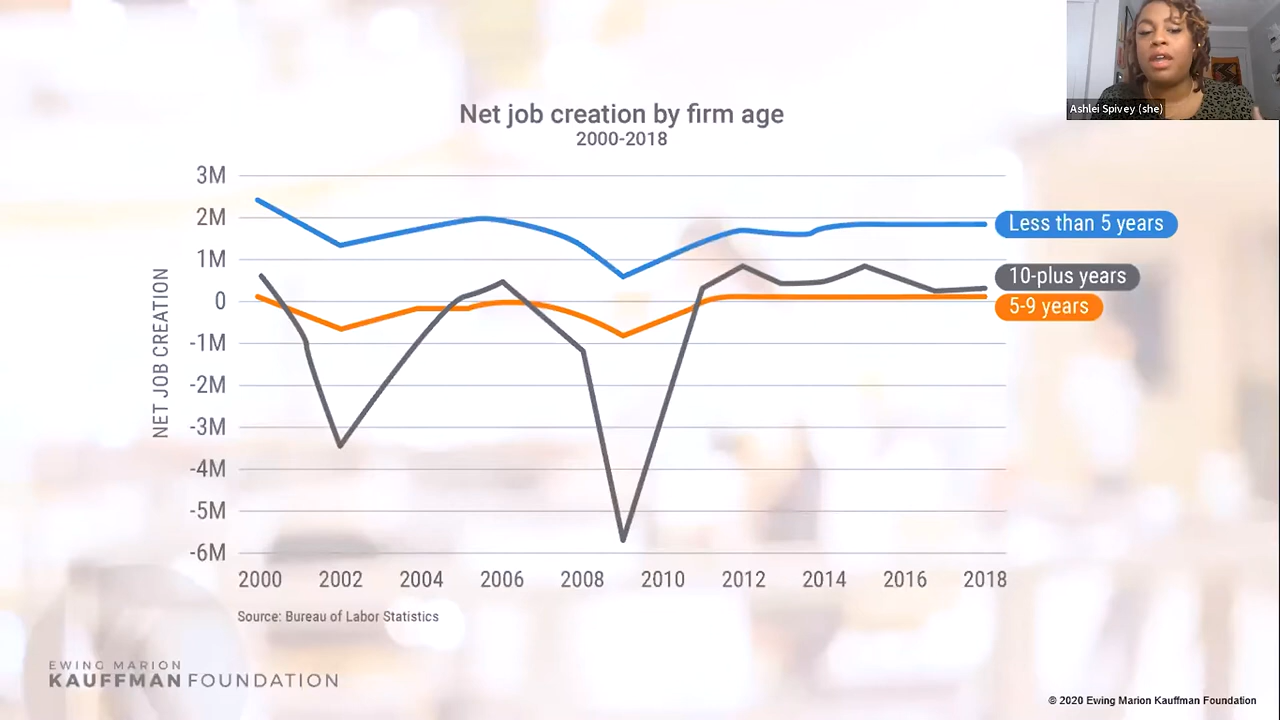 Ashlei Spivey (she)
Net job creation by firm age
2000-2018
NET JOB CREATION
3M
2M
1M
0
-1M
-2M
-3M
-4M
-5M
-6M
Less than 5 years
10-plus years
5-9 years
2000 2002 2004 2006 2008 2010 2012 2014 2016 2018
Source: Bureau of Labor Statistics
EWING MARION
KAUFFMAN FOUNDATION
© 2020 Ewing Marion Kauffman Foundation